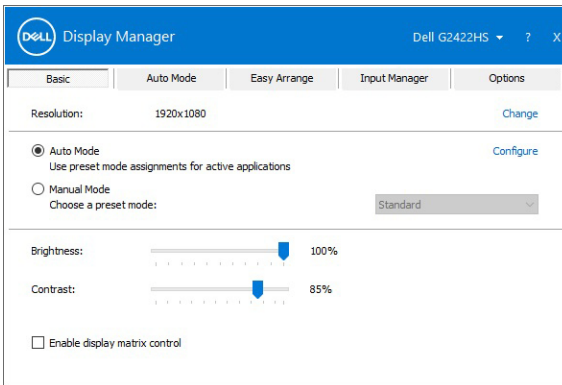 DELL Display Manager Dell G2422HS ? X
Basic Auto Mode Easy Arrange Input Manager Options
Resolution: 1920x1080 Change
Auto Mode Configure
Use preset mode assignments for active applications
Manual Mode
Choose a preset mode: Standard
Brightness: 100%
Contrast: 85%
Enable display matrix control